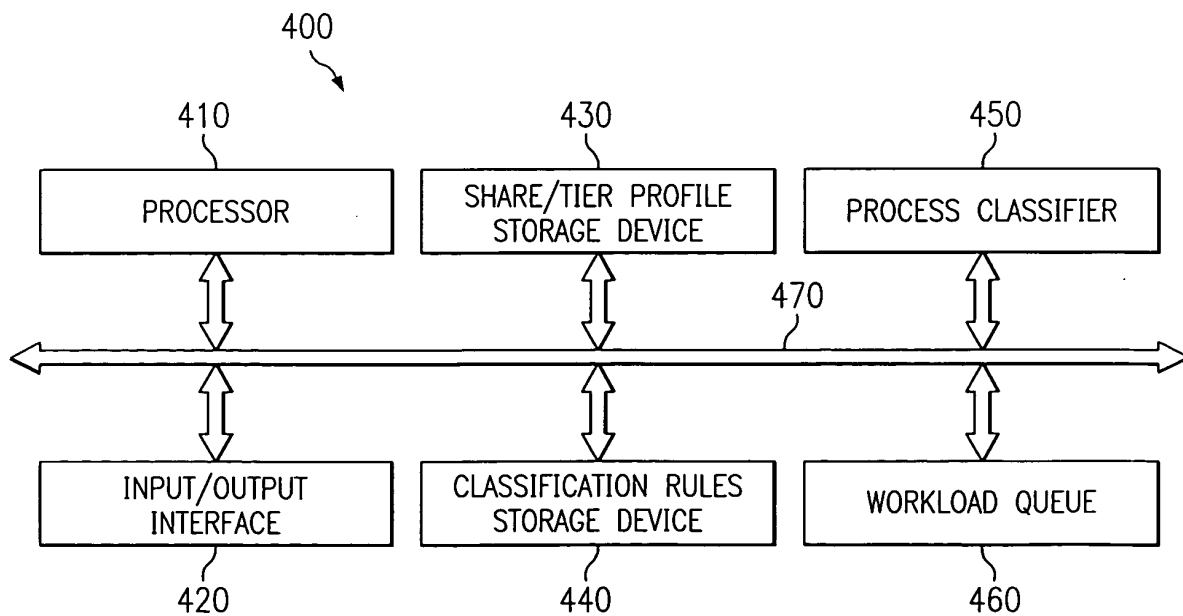 400
410
430
450
PROCESSOR
SHARE/TIER PROFILE
STORAGE DEVICE
PROCESS CLASSIFIER
470
INPUT/OUTPUT
INTERFACE
CLASSIFICATION RULES
STORAGE DEVICE
WORKLOAD QUEUE
420
440
460